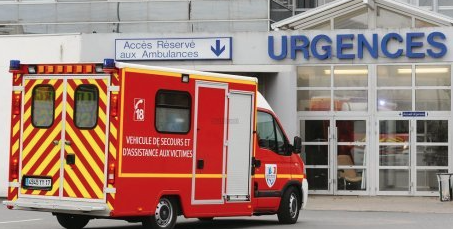 Accès Réservé
aux Ambulances
URGENCES
18
VEHICULE DE SECOURS ET
D'ASSISTANCE AUX VICTIMES